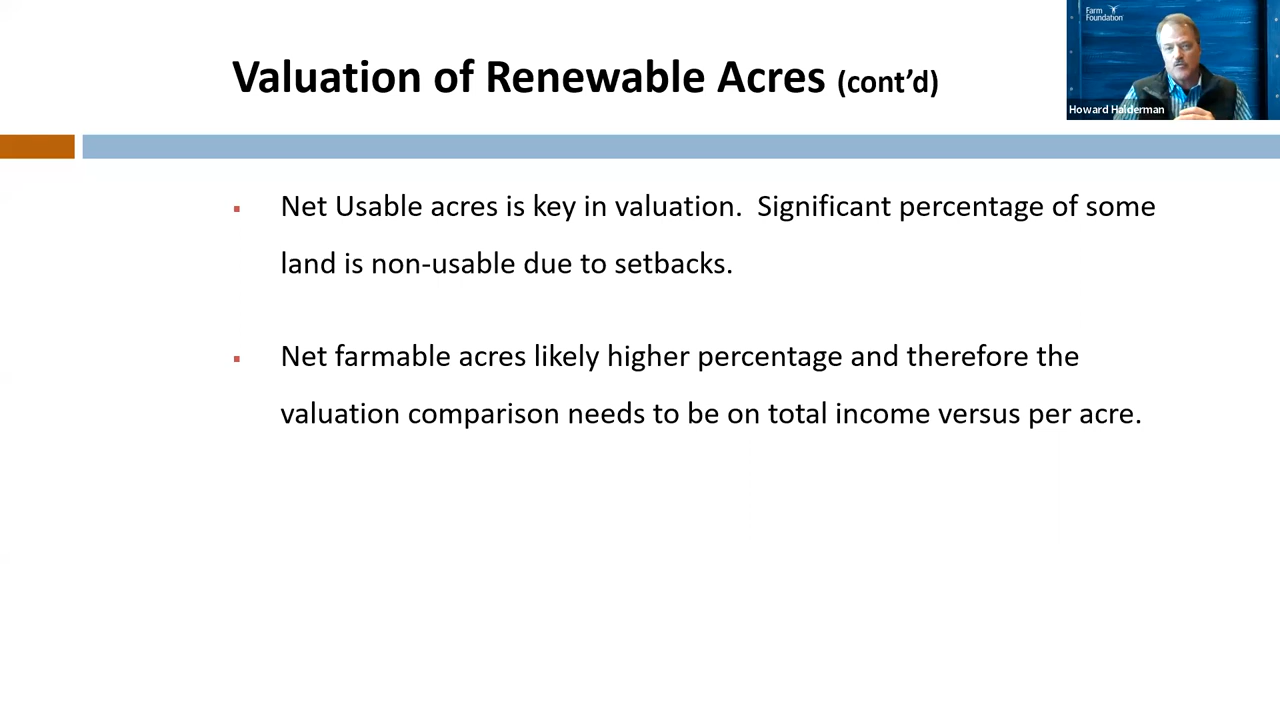 Valuation of Renewable Acres (cont’d)
Farm
Foundation
Howard Halderman
▪ Net Usable acres is key in valuation.  Significant percentage of some
land is non-usable due to setbacks.
▪ Net farmable acres likely higher percentage and therefore the
valuation comparison needs to be on total income versus per acre.